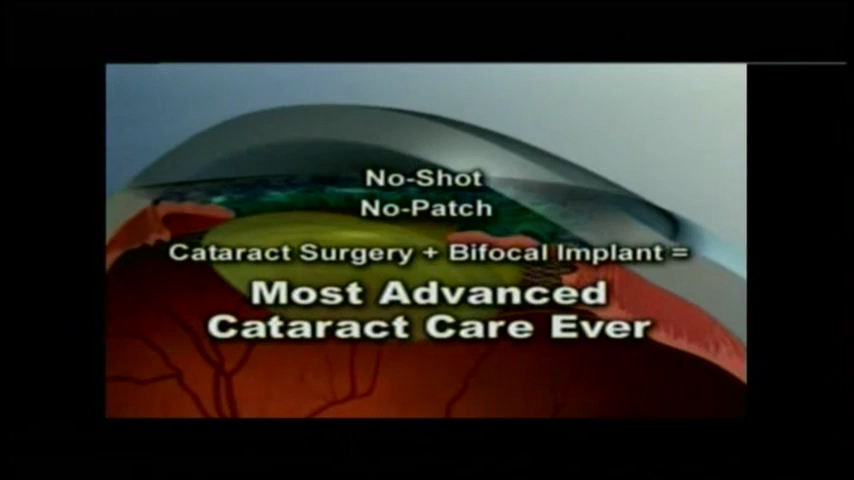 No-Shot
No-Patch
Cataract Surgery + Bifocal Implant =
Most Advanced
Cataract Care Ever